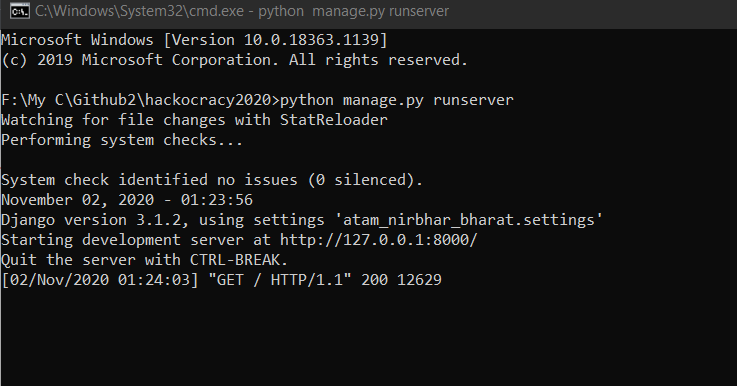 C:\Windows\System32\cmd.exe - python  manage.py runserver
Microsoft Windows [Version 10.0.18363.1139]
(c) 2019 Microsoft Corporation. All rights reserved.
F:\My C\Github2\hackocracy2020>python manage.py runserver
Watching for file changes with StatReloader
Performing system checks...
System check identified no issues (0 silenced).
November 02, 2020 - 01:23:56
Django version 3.1.2, using settings 'atam_nirbhar_bharat.settings'
Starting development server at http://127.0.0.1:8000/
Quit the server with CTRL-BREAK.
[02/Nov/2020 01:24:03] "GET / HTTP/1.1" 200 12629